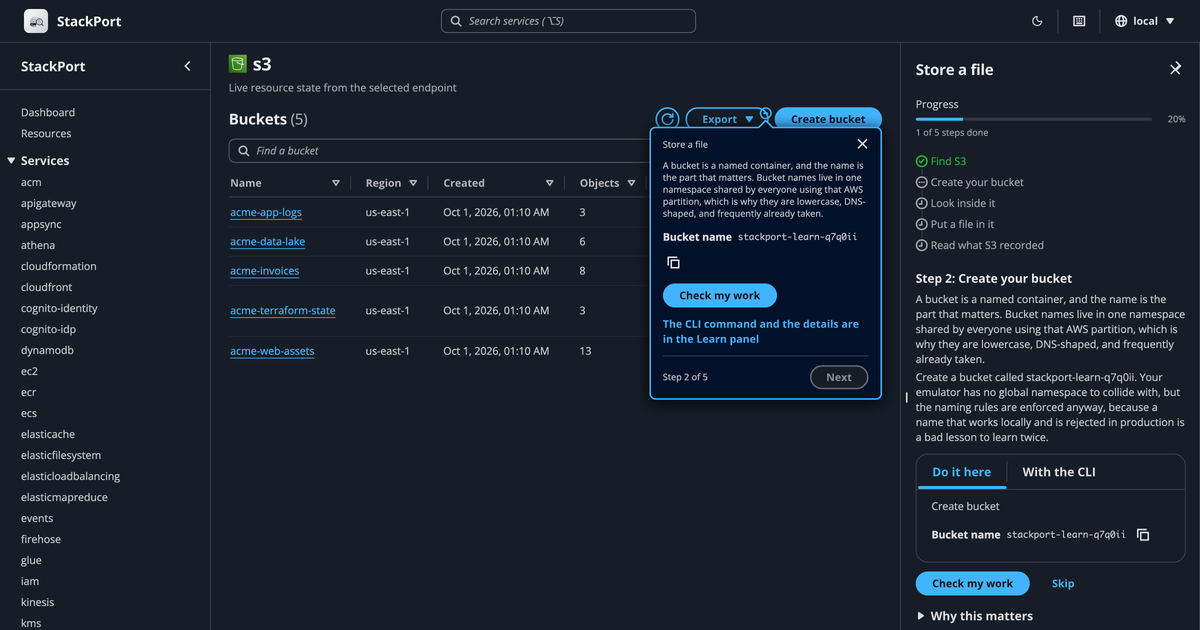 StackPort
Search services (⌥S)
local
StackPort
Dashboard
Resources
Services
acm
apigateway
appsync
athena
cloudformation
cloudfront
cognito-identity
cognito-idp
dynamodb
ec2
ecr
ecs
elasticache
elasticfilesystem
elasticloadbalancing
elasticmapreduce
events
firehose
glue
iam
kinesis
kms
s3
Live resource state from the selected endpoint
Buckets (5)
Export
Create bucket
Find a bucket
Name Region Created Objects
acme-app-logs us-east-1 Oct 1, 2026, 01:10 AM 3
acme-data-lake us-east-1 Oct 1, 2026, 01:10 AM 6
acme-invoices us-east-1 Oct 1, 2026, 01:10 AM 8
acme-terraform-state us-east-1 Oct 1, 2026, 01:10 AM 3
acme-web-assets us-east-1 Oct 1, 2026, 01:10 AM 13
Store a file
A bucket is a named container, and the name is
the part that matters. Bucket names live in one
namespace shared by everyone using that AWS
partition, which is why they are lowercase, DNS-
shaped, and frequently already taken.
Bucket name stackport-learn-q7q0ii
Check my work
The CLI command and the details are
in the Learn panel
Step 2 of 5
Next
Store a file
Progress
20%
1 of 5 steps done
Find S3
Create your bucket
Look inside it
Put a file in it
Read what S3 recorded
Step 2: Create your bucket
A bucket is a named container, and the name is the
part that matters. Bucket names live in one namespace
shared by everyone using that AWS partition, which is
why they are lowercase, DNS-shaped, and frequently
already taken.
Create a bucket called stackport-learn-q7q0ii. Your
emulator has no global namespace to collide with, but
the naming rules are enforced anyway, because a
name that works locally and is rejected in production is
a bad lesson to learn twice.
Do it here
With the CLI
Create bucket
Bucket name stackport-learn-q7q0ii
Check my work
Skip
Why this matters